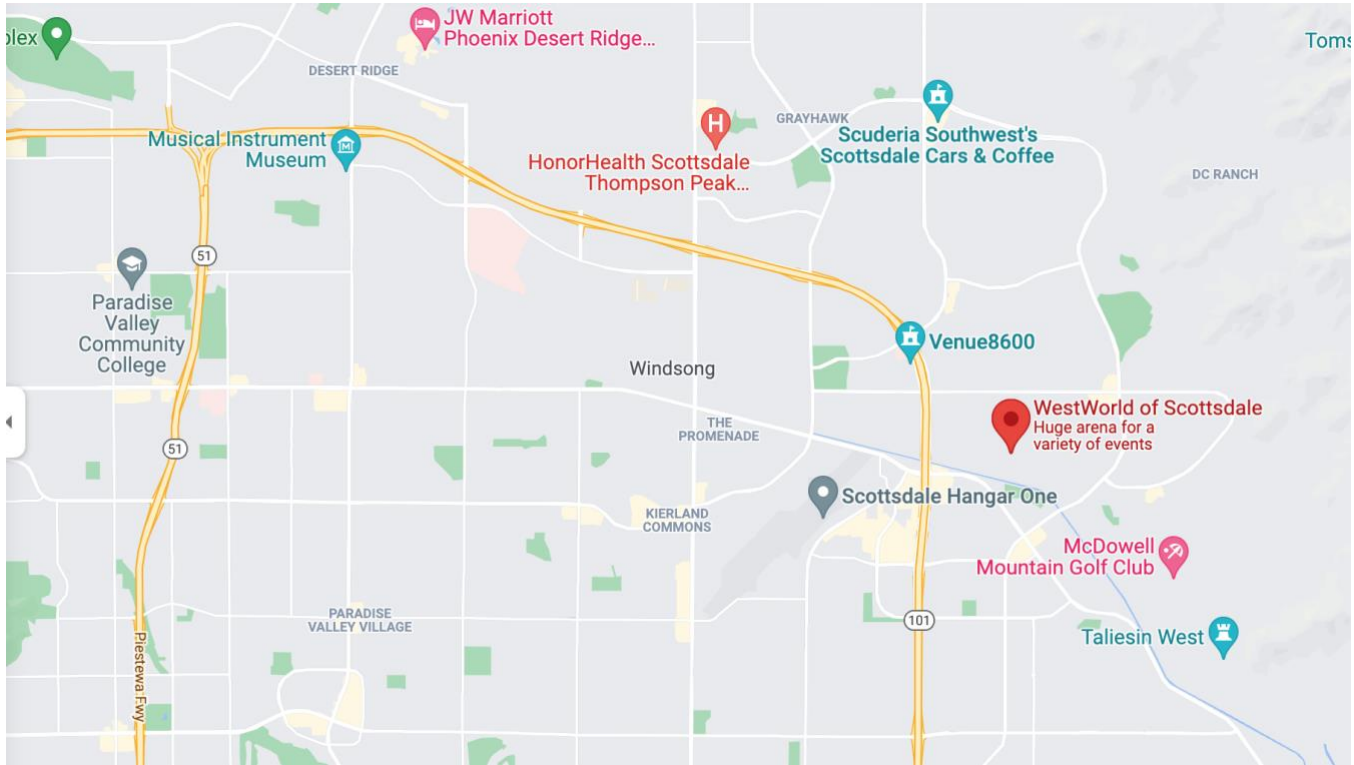 plex
JW Marriott
Phoenix Desert Ridge...
Toms
DESERT RIDGE
Musical Instrument
Museum
HonorHealth Scottsdale
Thompson Peak...
H
GRAYHAWK
Scuderia Southwest's
Scottsdale Cars & Coffee
DC RANCH
51
Paradise
Valley
Community
College
Venue8600
Windsong
THE
PROMENADE
WestWorld of Scottsdale
Huge arena for a
variety of events
51
Scottsdale Hangar One
KIERLAND
COMMONS
McDowell
Mountain Golf Club
PARADISE
VALLEY VILLAGE
101
Taliesin West
Piestewa Fwy